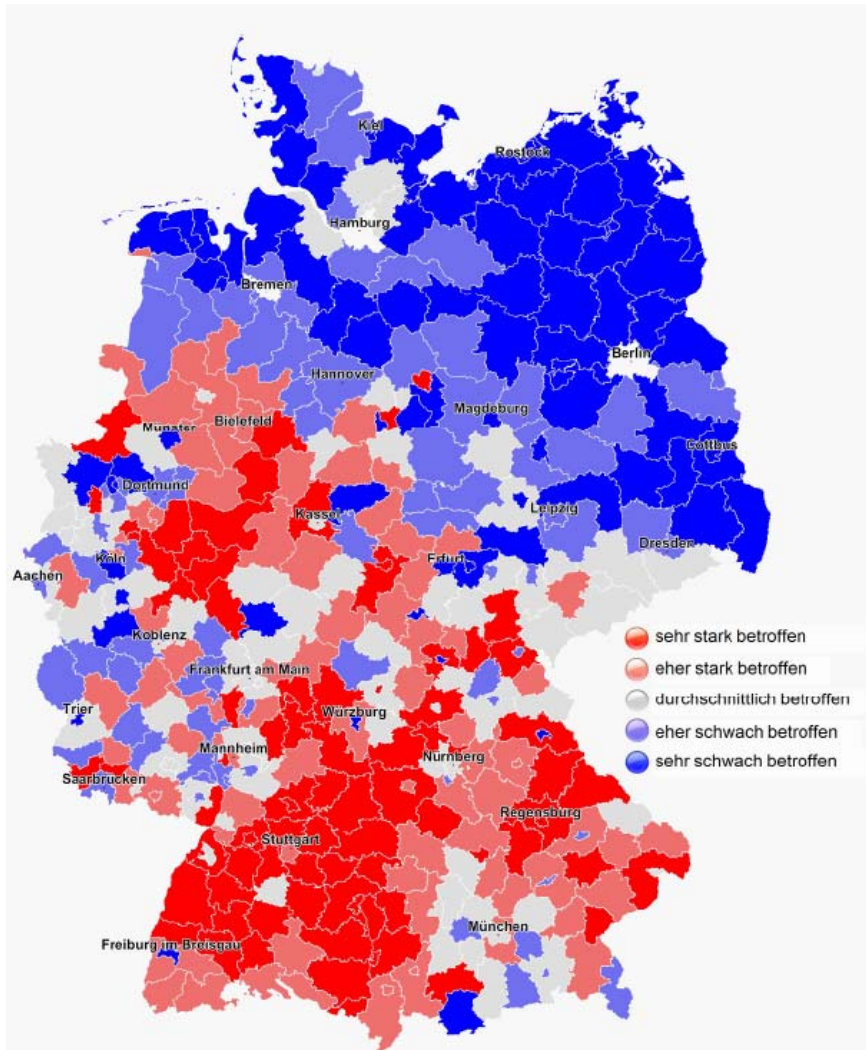 Kiel
Rostock
Hamburg
Bremen
Berlin
Hannover
Magdeburg
Bielefeld
Münster
Cottbus
Dortmund
Kassel
Leipzig
Dresden
Erfurt
Köln
Aachen
Koblenz
Frankfurt am Main
Trier
Würzburg
Mannheim
Nürnberg
Saarbrücken
Regensburg
Stuttgart
München
Freiburg im Breisgau
sehr stark betroffen
eher stark betroffen
durchschnittlich betroffen
eher schwach betroffen
sehr schwach betroffen